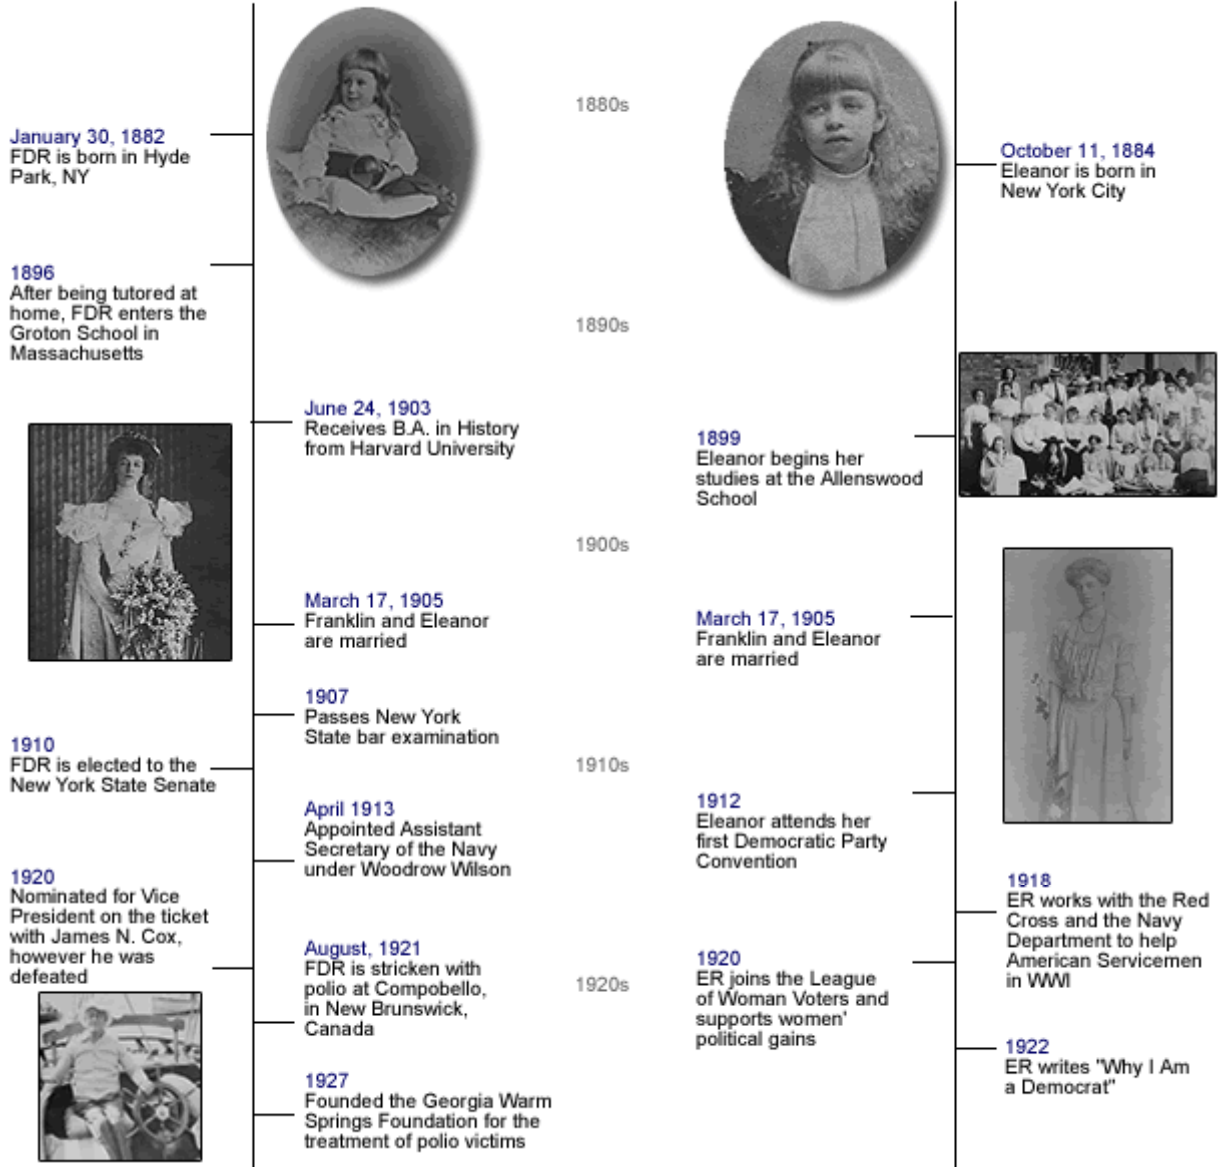 1880s
January 30, 1882
FDR is born in Hyde
Park, NY
October 11, 1884
Eleanor is born in
New York City
1896
After being tutored at
home, FDR enters the
Groton School in
Massachusetts
1890s
June 24, 1903
Receives B.A. in History
from Harvard University
1899
Eleanor begins her
studies at the Allenswood
School
1900s
March 17, 1905
Franklin and Eleanor
are married
March 17, 1905
Franklin and Eleanor
are married
1907
Passes New York
State bar examination
1910
FDR is elected to the
New York State Senate
1910s
April 1913
Appointed Assistant
Secretary of the Navy
under Woodrow Wilson
1912
Eleanor attends her
first Democratic Party
Convention
1920
Nominated for Vice
President on the ticket
with James N. Cox,
however he was
defeated
1918
ER works with the Red
Cross and the Navy
Department to help
American Servicemen
in WWI
August, 1921
FDR is stricken with
polio at Compobello,
in New Brunswick,
Canada
1920s
1920
ER joins the League
of Woman Voters and
supports women'
political gains
1922
ER writes "Why I Am
a Democrat"
1927
Founded the Georgia Warm
Springs Foundation for the
treatment of polio victims